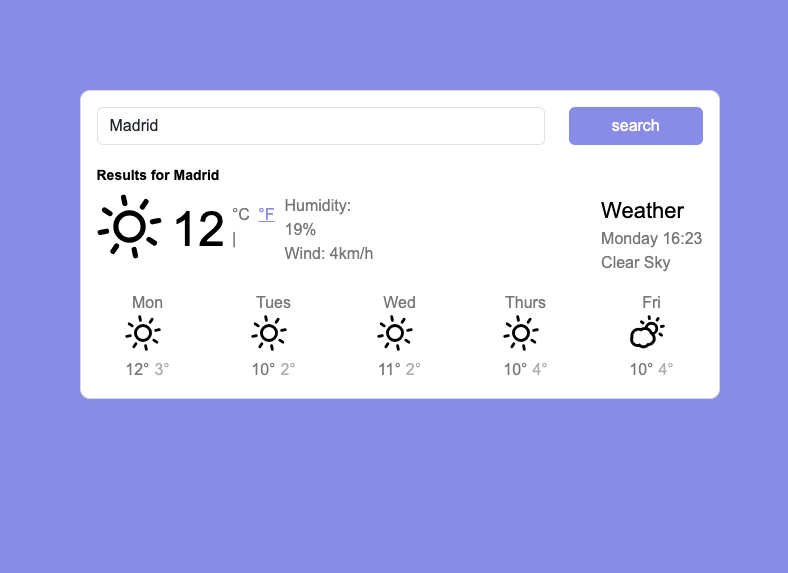 Madrid
search
Results for Madrid
12
°C °F
|
Humidity:
19%
Wind: 4km/h
Weather
Monday 16:23
Clear Sky
Mon Tues Wed Thurs Fri
12° 3° 10° 2° 11° 2° 10° 4° 10° 4°